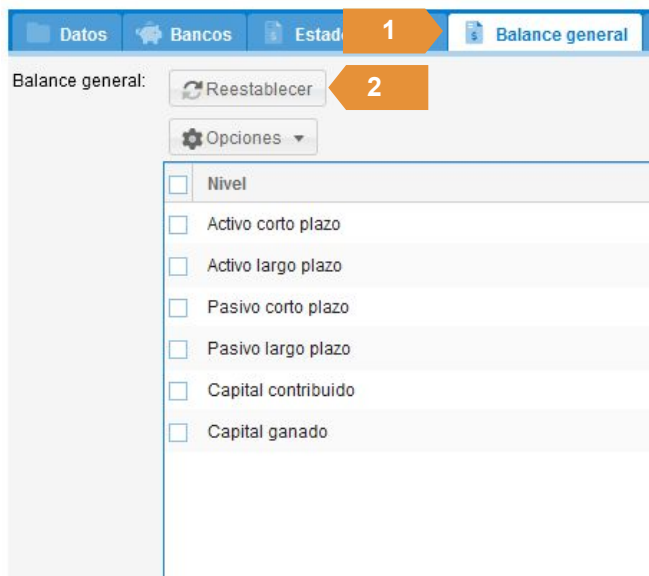 Datos Bancos Estado 1 Balance general
Balance general: Reestablecer 2
Opciones
Nivel
Activo corto plazo
Activo largo plazo
Pasivo corto plazo
Pasivo largo plazo
Capital contribuido
Capital ganado